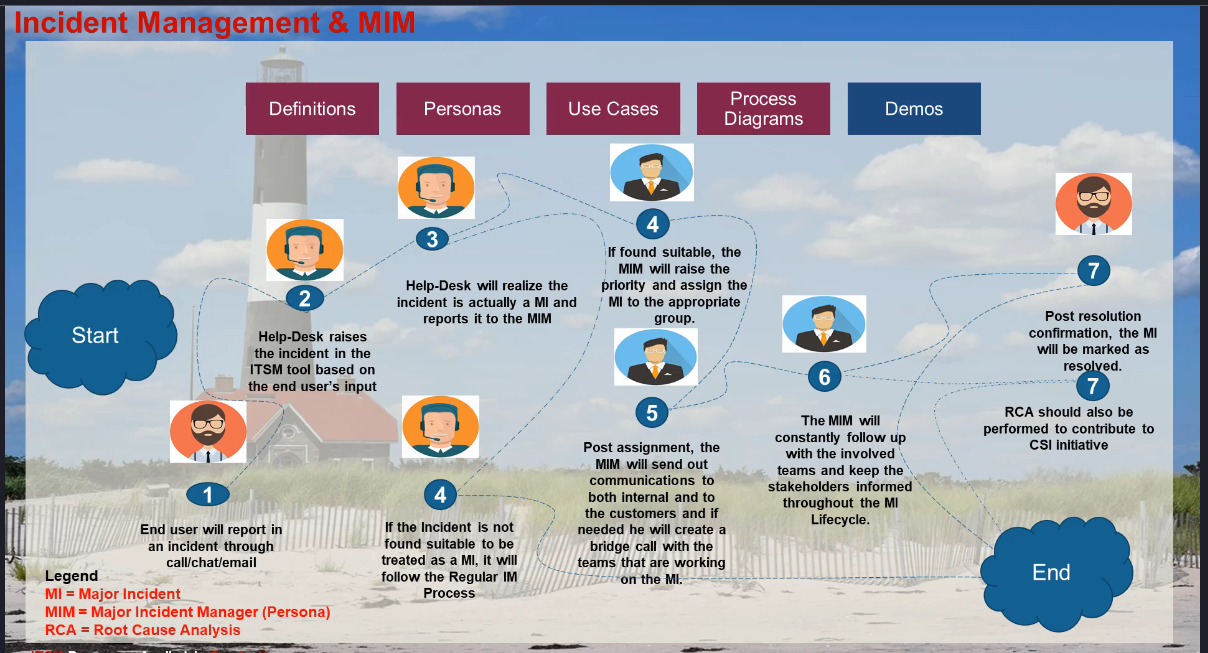 Incident Management & MIM
Definitions
Personas
Use Cases
Process
Diagrams
Demos
Start
1
End user will report in
an incident through
call/chat/email
2
Help-Desk raises
the incident in the
ITSM tool based on
the end user's input
3
Help-Desk will realize the
incident is actually a MI and
reports it to the MIM
4
If found suitable, the
MIM will raise the
priority and assign the
MI to the appropriate
group.
4
If the Incident is not
found suitable to be
treated as a MI, it will
follow the Regular IM
Process
5
Post assignment, the
MIM will send out
communications to
both internal and to
the customers and if
needed he will create a
bridge call with the
teams that are working
on the MI.
6
The MIM will
constantly follow up
with the involved
teams and keep the
stakeholders informed
throughout the MI
Lifecycle.
7
Post resolution
confirmation, the MI
will be marked as
resolved.
7
RCA should also be
performed to contribute to
CSI initiative
End
Legend
MI = Major Incident
MIM = Major Incident Manager (Persona)
RCA = Root Cause Analysis